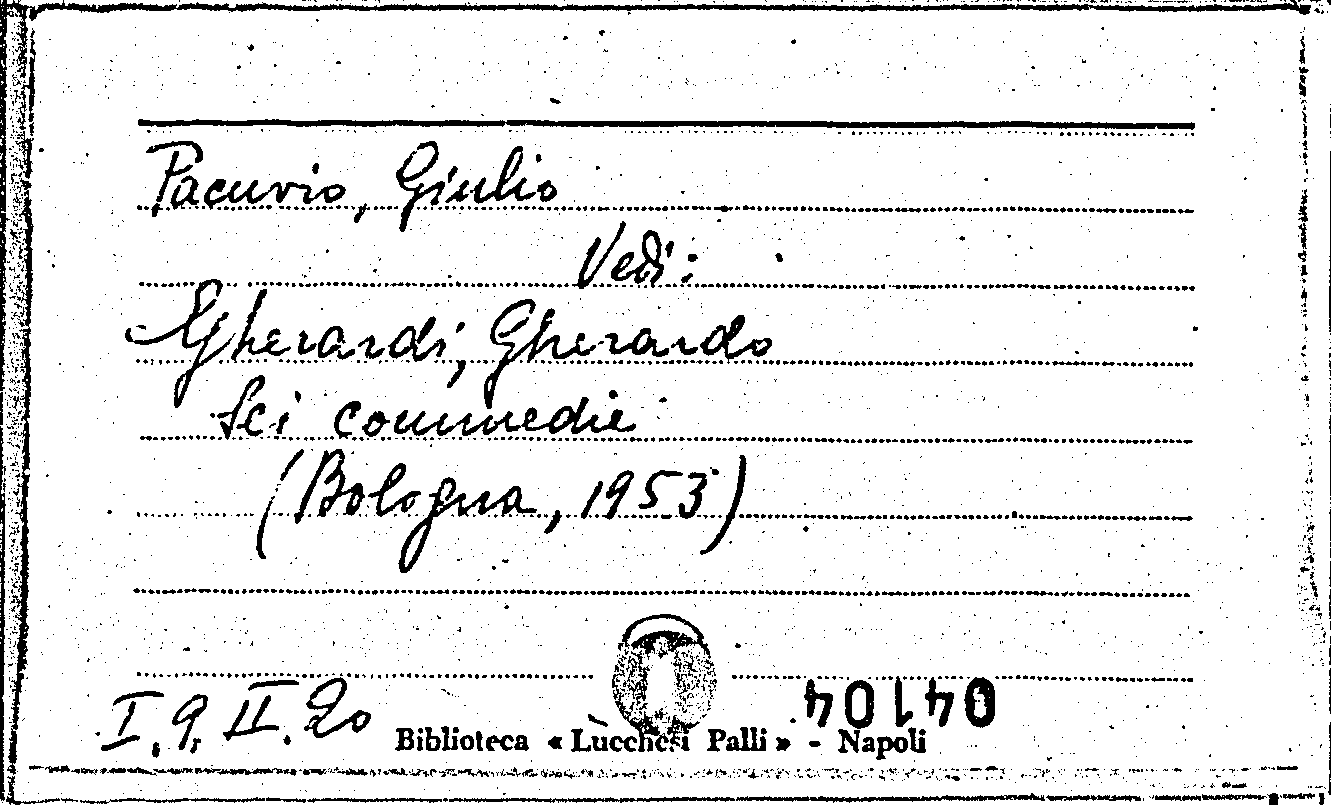 Pacuvio, Giulio
Vedi:
Gherardi, Gherardo
Sei commedie
(Bologna, 1953)
I.9.II.20
04104
Biblioteca « Lucchesi Palli » - Napoli